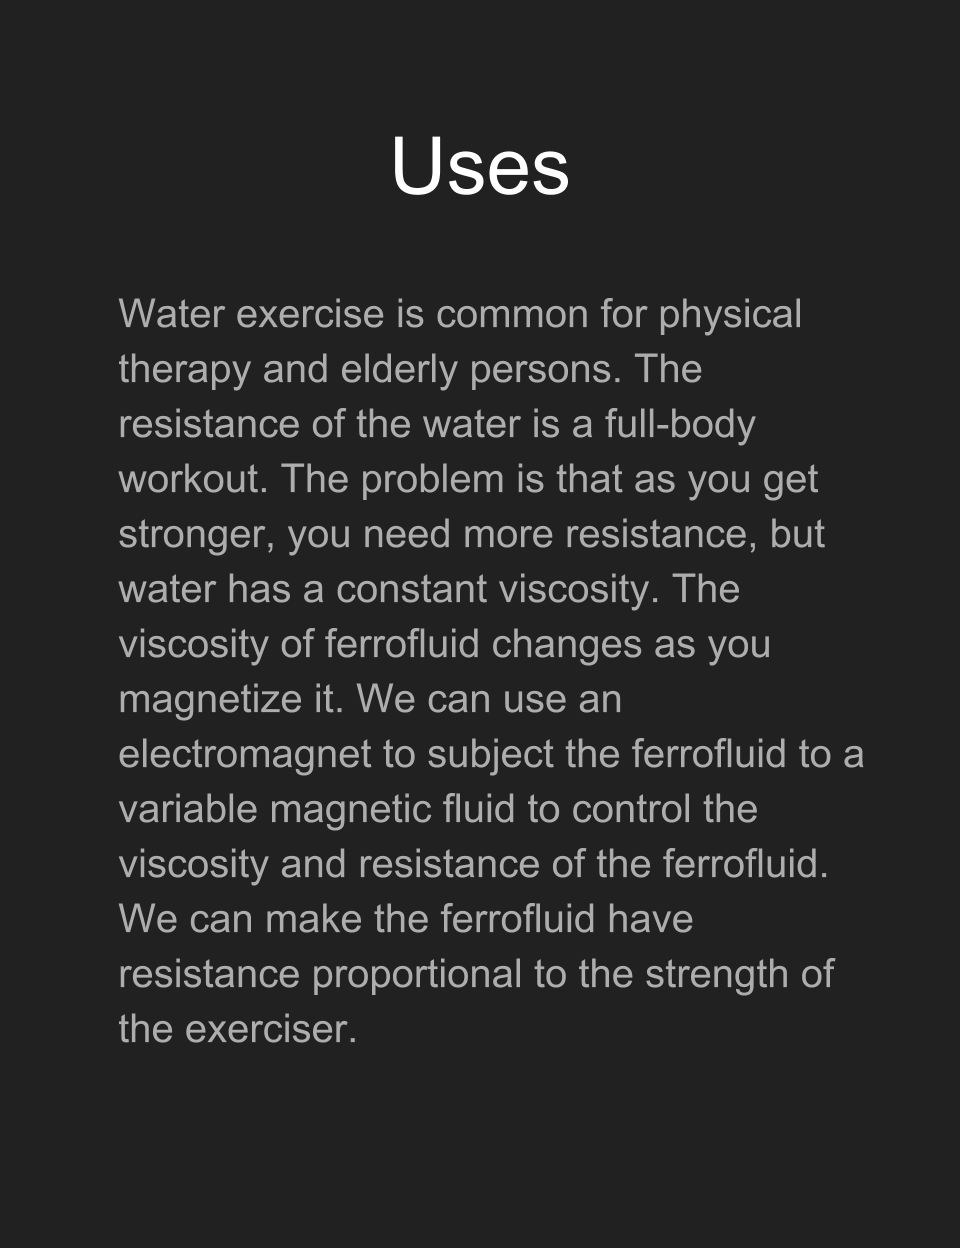 Uses
Water exercise is common for physical
therapy and elderly persons. The
resistance of the water is a full-body
workout. The problem is that as you get
stronger, you need more resistance, but
water has a constant viscosity. The
viscosity of ferrofluid changes as you
magnetize it. We can use an
electromagnet to subject the ferrofluid to a
variable magnetic fluid to control the
viscosity and resistance of the ferrofluid.
We can make the ferrofluid have
resistance proportional to the strength of
the exerciser.